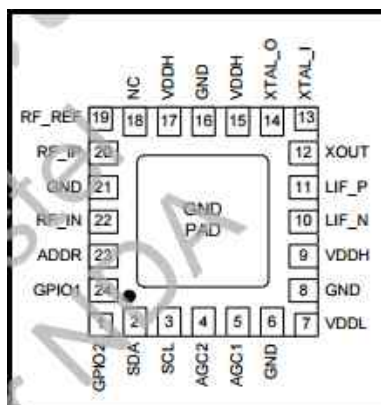 NC VDDH GND VDDH XTAL_O XTAL_I
RF_REF 19 18 17 16 15 14 13
RF_IP 20 12 XOUT
GND 21 11 LIF_P
RF_IN 22 10 LIF_N
ADDR 23 9 VDDH
GPIO1 24 8 GND
GND
PAD
1 2 3 4 5 6 7 VDDL
GPIO2 SDA SCL AGC2 AGC1 GND
NDA